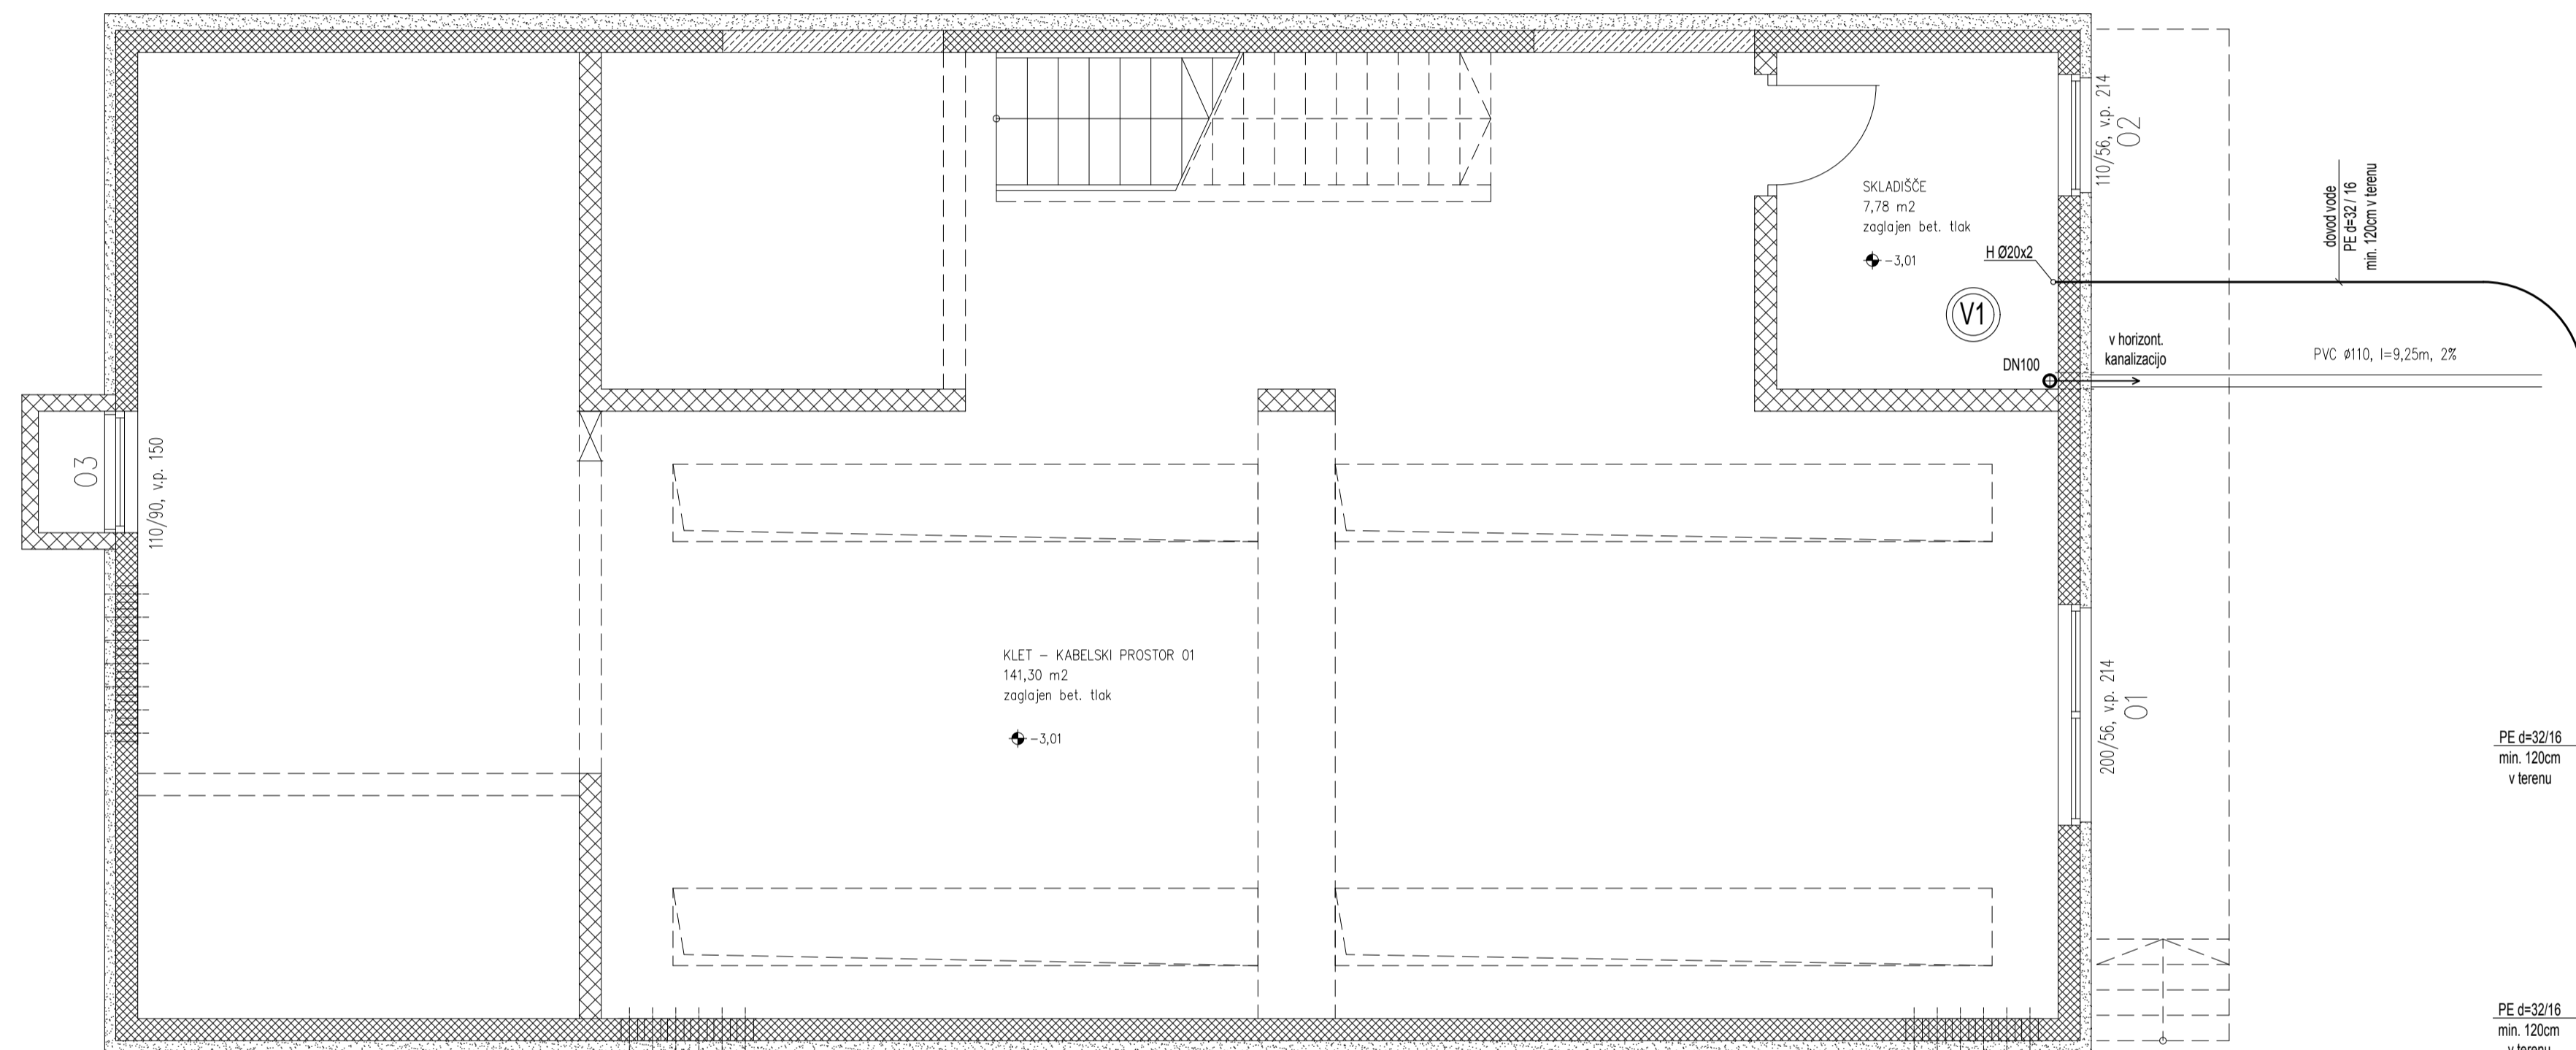 110/56, v.p. 214
02
dovod vode
PE d=32 / 16
min. 120cm v terenu
SKLADIŠČE
7,78 m2
zaglajen bet. tlak
-3,01
H Ø20x2
V1
v horizont.
kanalizacijo
DN100
PVC ø110, l=9,25m, 2%
03
110/90, v.p. 150
KLET - KABELSKI PROSTOR 01
141,30 m2
zaglajen bet. tlak
-3,01
200/56, v.p. 214
01
PE d=32/16
min. 120cm
v terenu
PE d=32/16
min. 120cm
v terenu